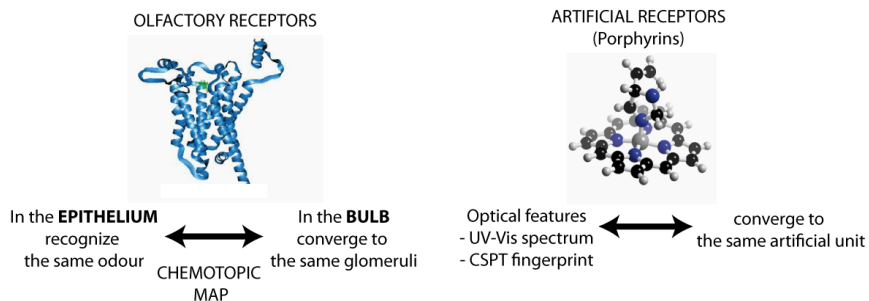 OLFACTORY RECEPTORS
In the EPITHELIUM
recognize
the same odour
CHEMOTOPIC
MAP
In the BULB
converge to
the same glomeruli
ARTIFICIAL RECEPTORS
(Porphyrins)
Optical features
- UV-Vis spectrum
- CSPT fingerprint
converge to
the same artificial unit